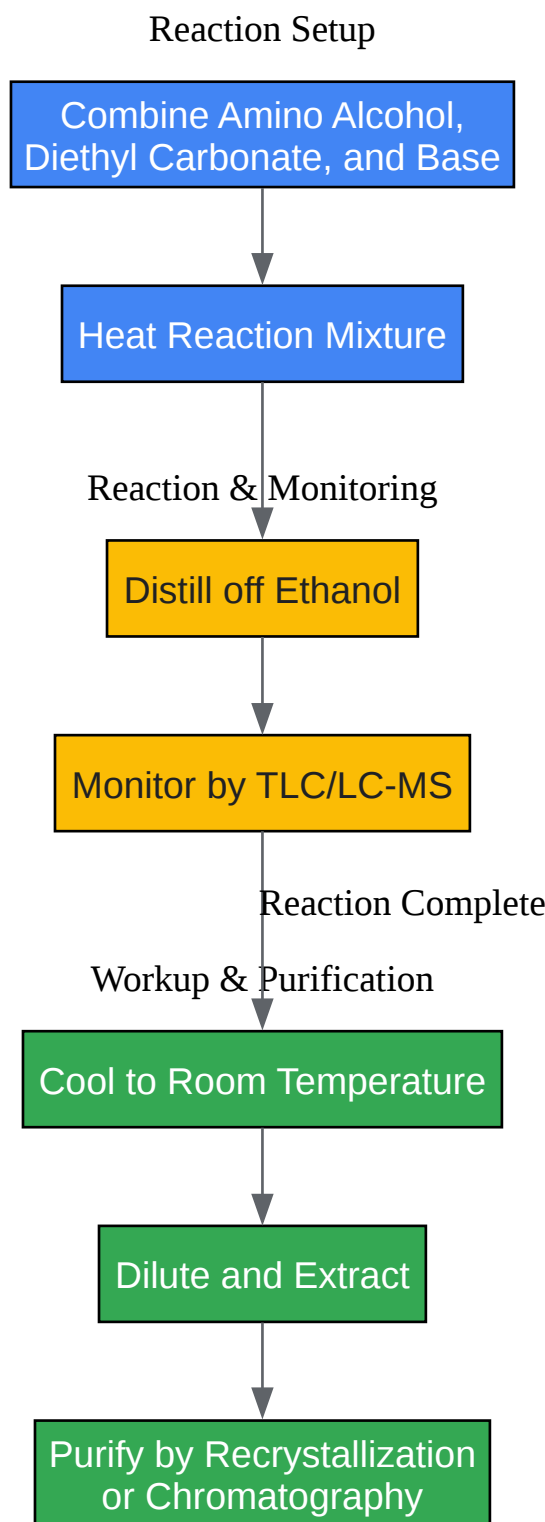 Reaction Setup
Combine Amino Alcohol,
Diethyl Carbonate, and Base
Heat Reaction Mixture
Reaction & Monitoring
Distill off Ethanol
Monitor by TLC/LC-MS
Reaction Complete
Workup & Purification
Cool to Room Temperature
Dilute and Extract
Purify by Recrystallization
or Chromatography